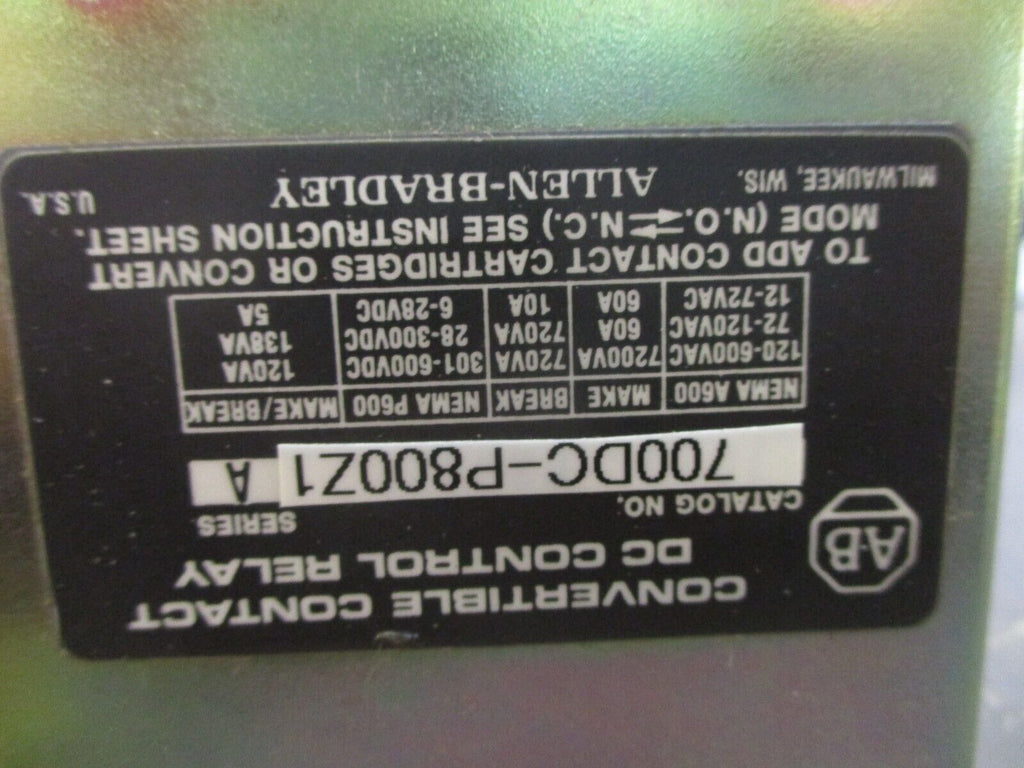 AB
CONVERTIBLE CONTACT
DC CONTROL RELAY
CATALOG NO. SERIES
700DC-P800Z1 A
NEMA A600 MAKE BREAK NEMA P600 MAKE/BREAK
120-600VAC 7200VA 720VA 301-600VDC 120VA
72-120VAC 60A 720VA 28-300VDC 138VA
12-72VAC 60A 10A 6-28VDC 5A
TO ADD CONTACT CARTRIDGES OR CONVERT
MODE (N.O.⇄N.C.) SEE INSTRUCTION SHEET.
MILWAUKEE, WIS. ALLEN-BRADLEY U.S.A.